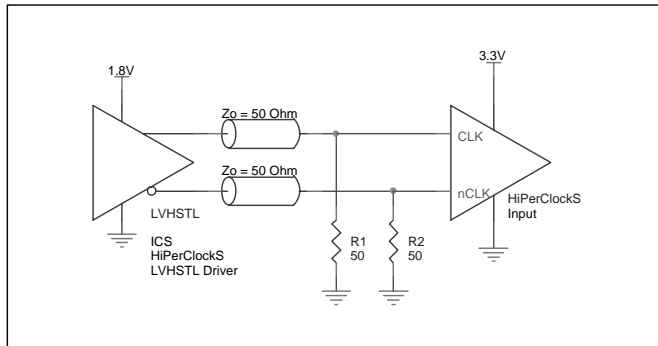 1.8V
3.3V
Zo = 50 Ohm
CLK
Zo = 50 Ohm
nCLK
HiPerClockS
Input
LVHSTL
ICS
HiPerClockS
LVHSTL Driver
R1
50
R2
50